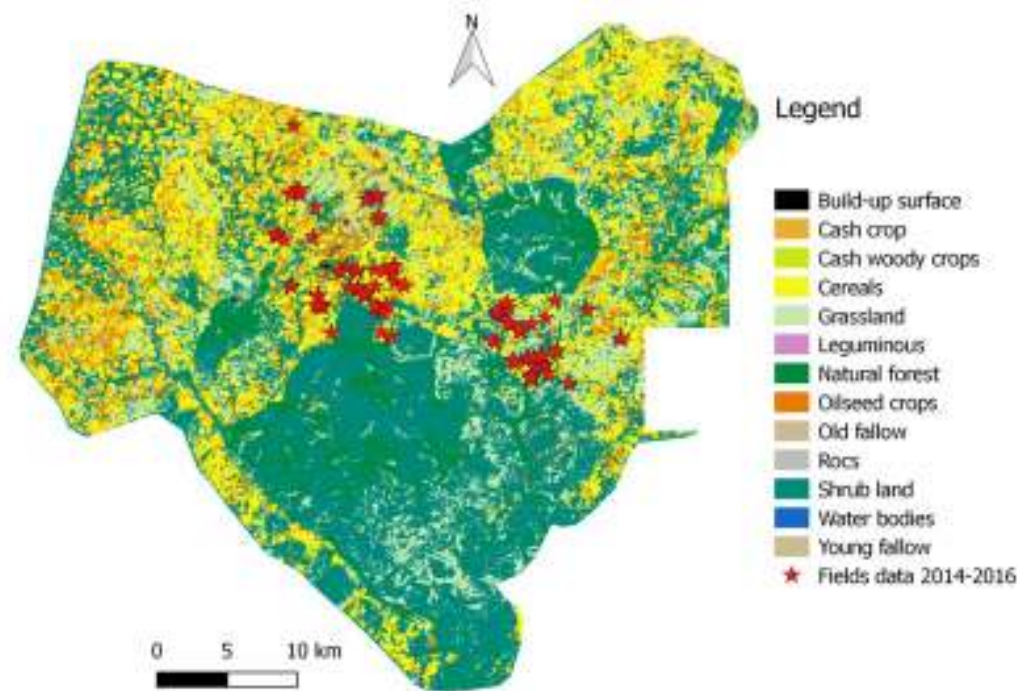 N
Legend
Build-up surface
Cash crop
Cash woody crops
Cereals
Grassland
Leguminous
Natural forest
Oilseed crops
Old fallow
Rocs
Shrub land
Water bodies
Young fallow
Fields data 2014-2016
0 5 10 km